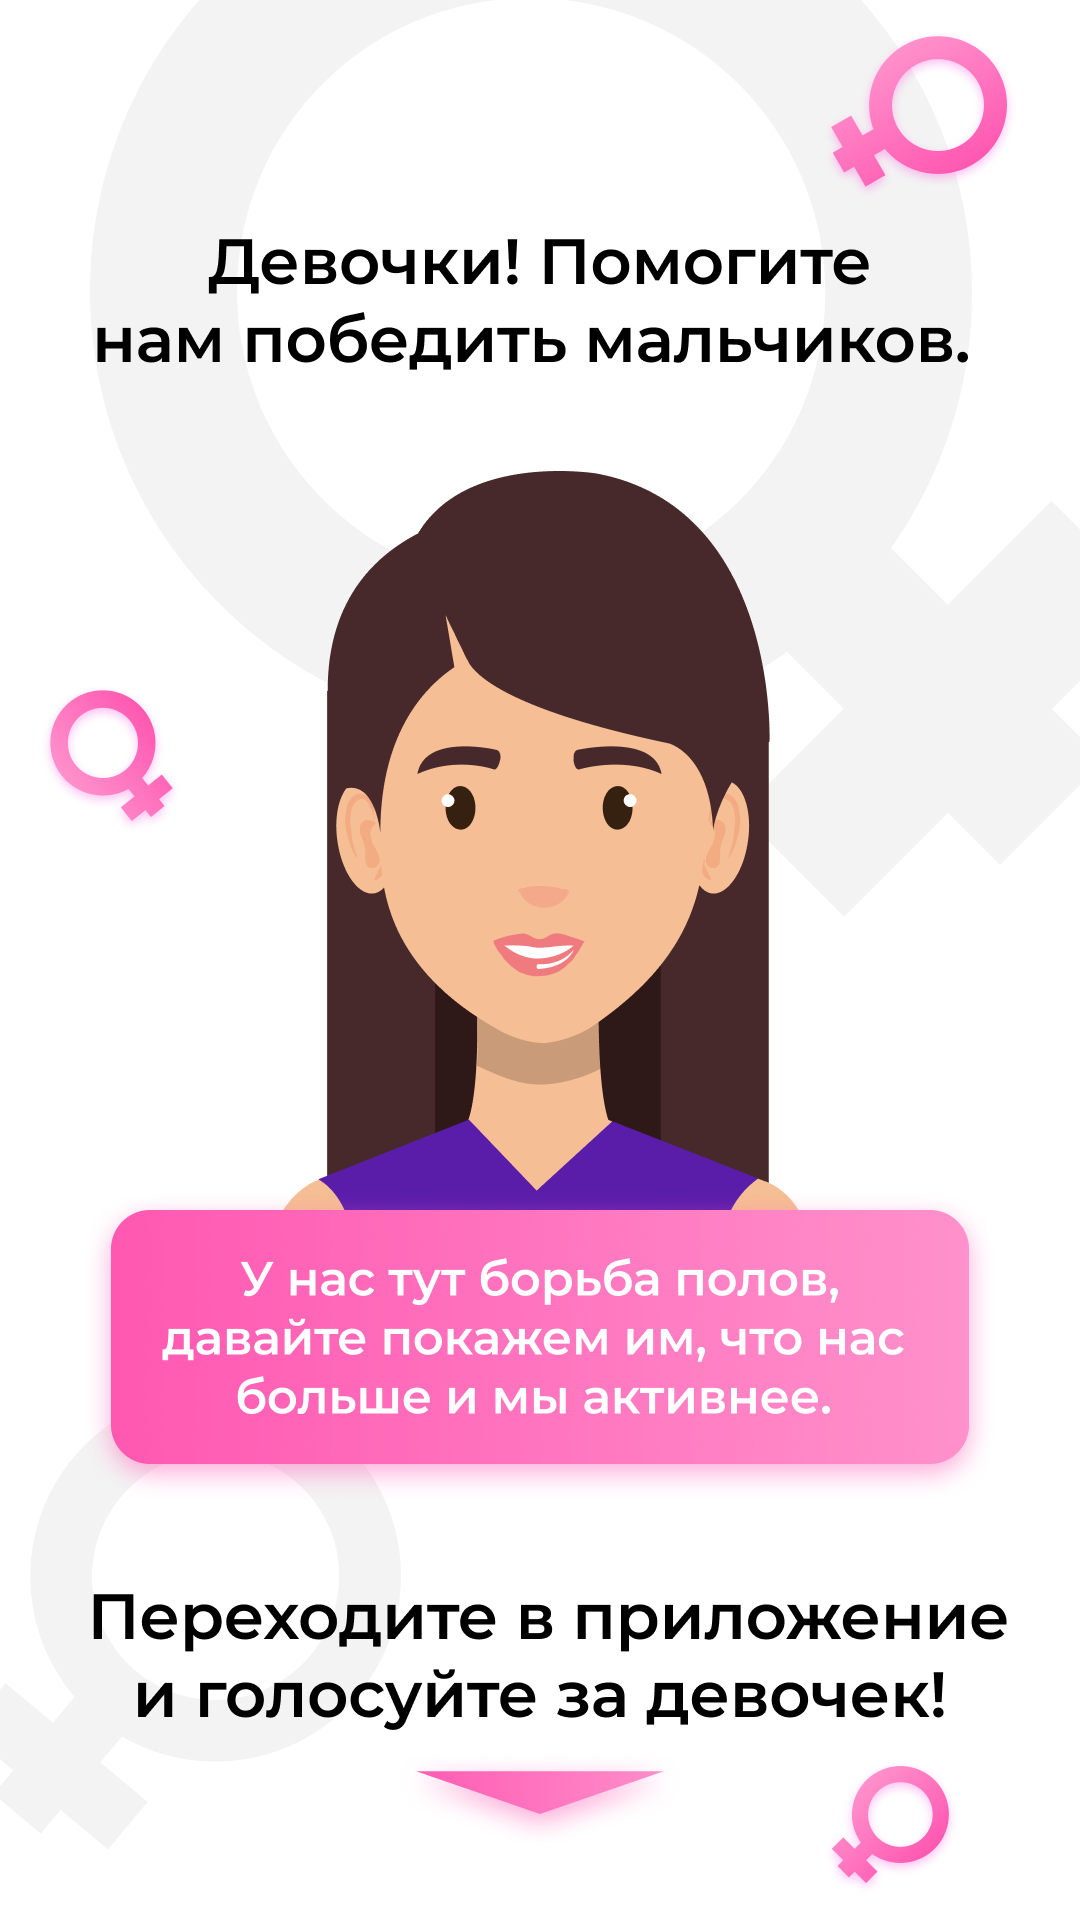 Девочки! Помогите
нам победить мальчиков.
У нас тут борьба полов,
давайте покажем им, что нас
больше и мы активнее.
Переходите в приложение
и голосуйте за девочек!